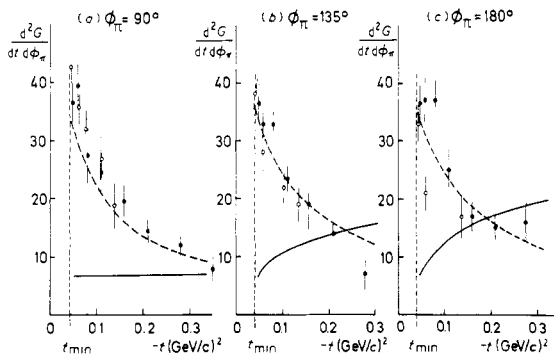 (a) ϕπ = 90°
(b) ϕπ = 135°
(c) ϕπ = 180°
d²G
dt dϕπ
d²G
dt dϕπ
d²G
dt dϕπ
40
30
20
10
0
0.1
0.2
0.3
tmin
-t (GeV/c)²
40
30
20
10
0
0.1
0.2
0.3
tmin
-t (GeV/c)²
40
30
20
10
0
0.1
0.2
0.3
tmin
-t (GeV/c)²